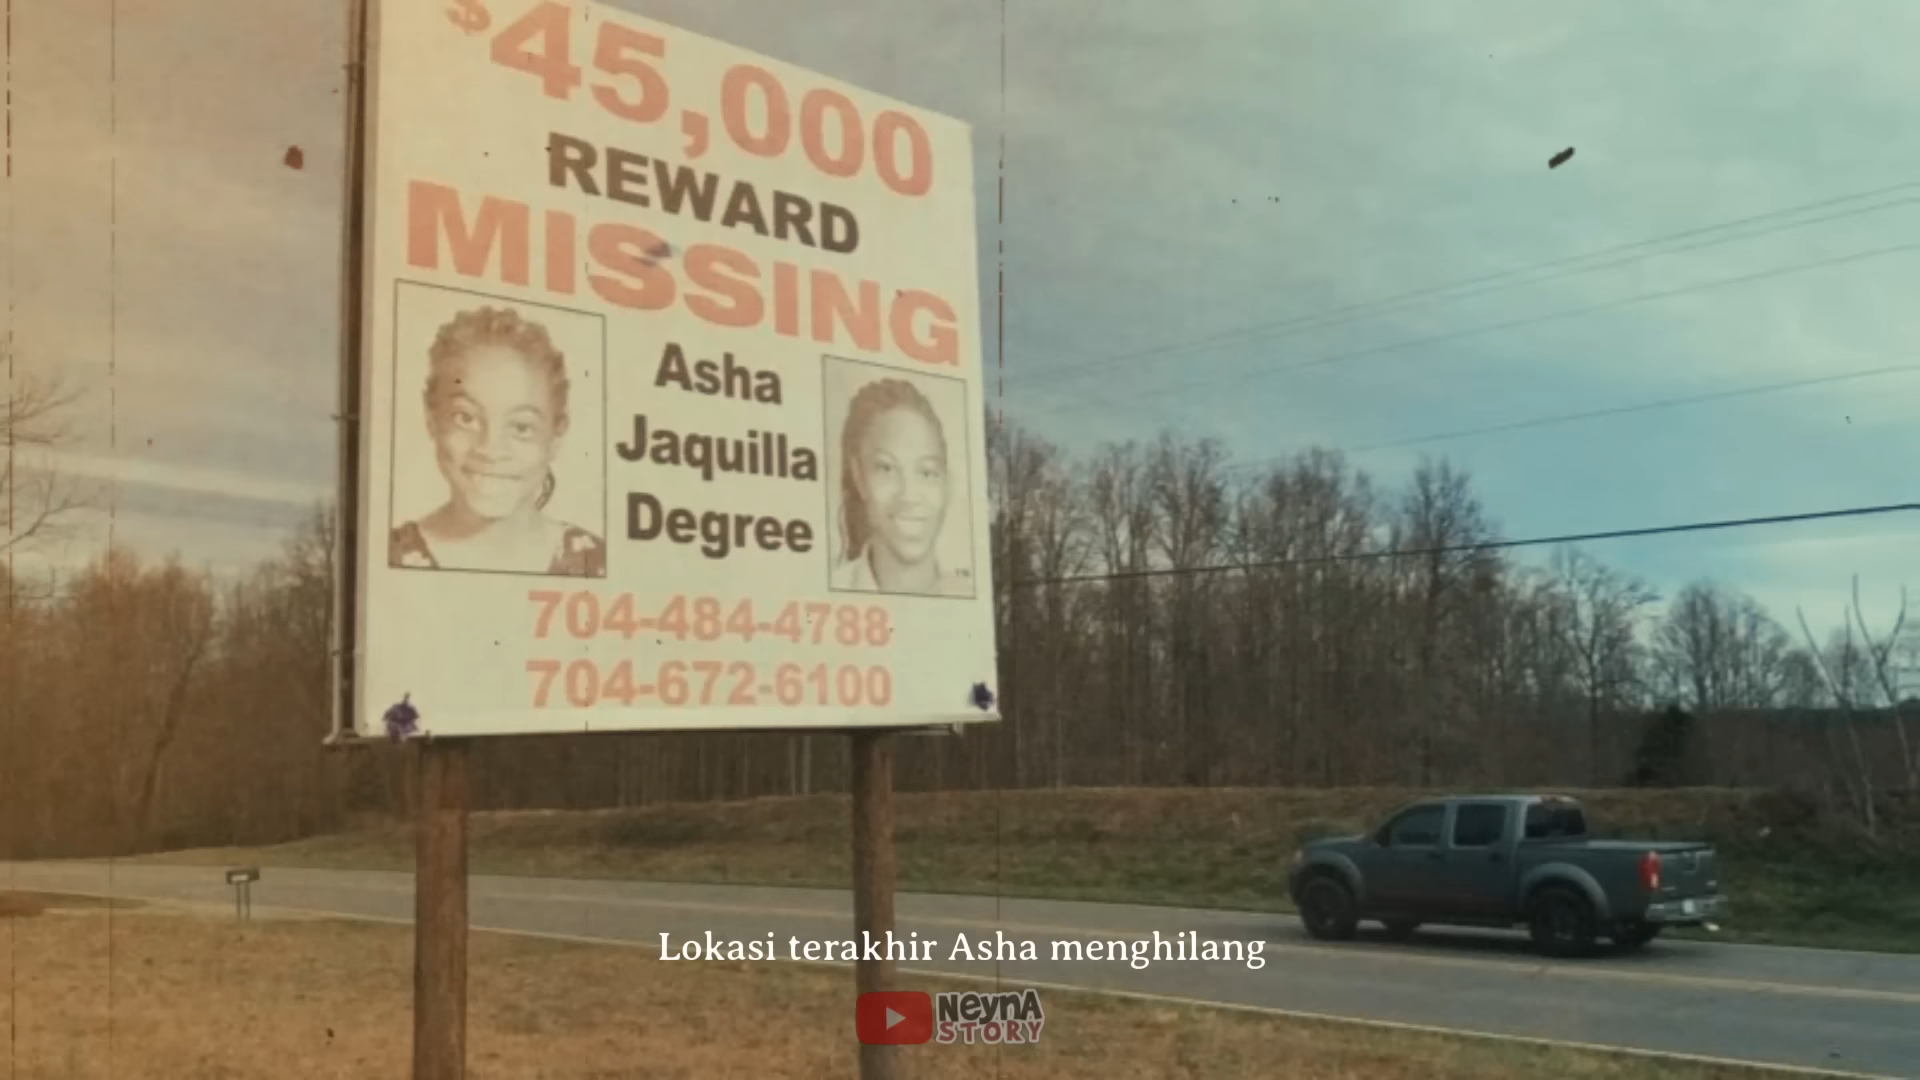 $45,000
REWARD
MISSING
Asha
Jaquilla
Degree
704-484-4788
704-672-6100
Lokasi terakhir Asha menghilang
NeynA
STORY